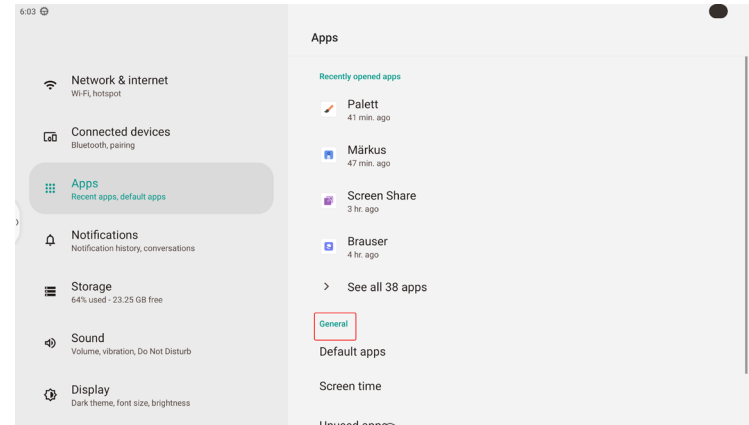 6:03
Network & internet
Wi-Fi, hotspot
Connected devices
Bluetooth, pairing
Apps
Recent apps, default apps
Notifications
Notification history, conversations
Storage
64% used - 23.25 GB free
Sound
Volume, vibration, Do Not Disturb
Display
Dark theme, font size, brightness
Apps
Recently opened apps
Palett
41 min. ago
Märkus
47 min. ago
Screen Share
3 hr. ago
Brauser
4 hr. ago
See all 38 apps
General
Default apps
Screen time
Unused apps